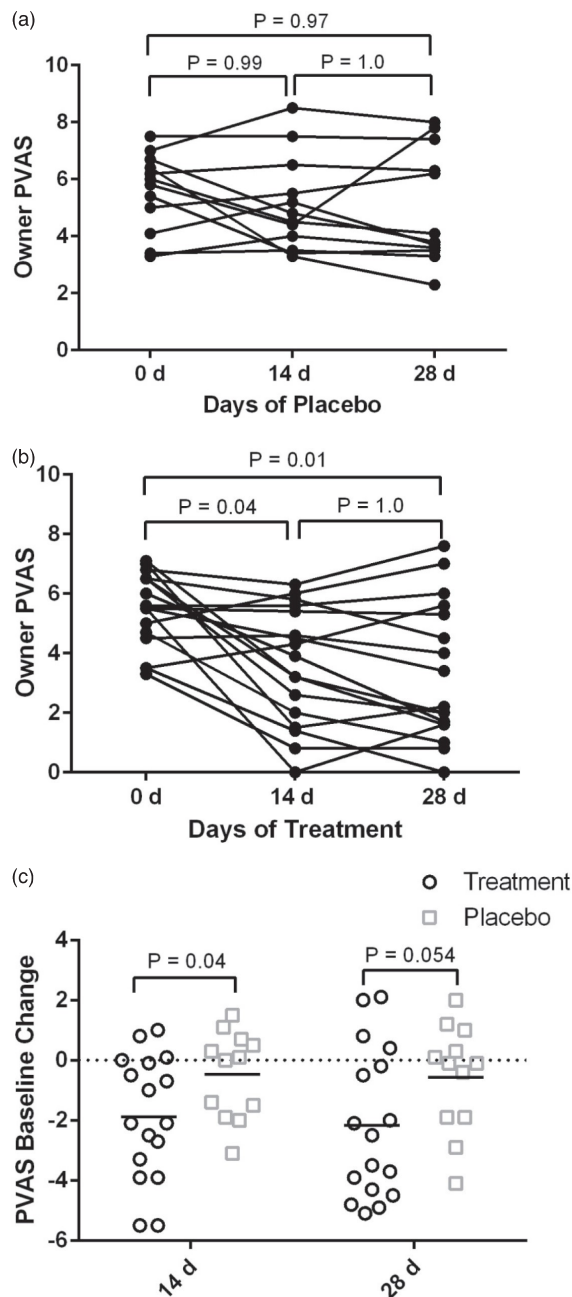 (a)
P = 0.97
P = 0.99 P = 1.0
10
8
6
4
2
0
Owner PVAS
0 d 14 d 28 d
Days of Placebo
(b)
P = 0.01
P = 0.04 P = 1.0
10
8
6
4
2
0
Owner PVAS
0 d 14 d 28 d
Days of Treatment
(c)
Treatment
Placebo
P = 0.04 P = 0.054
4
2
0
-2
-4
-6
PVAS Baseline Change
14 d 28 d